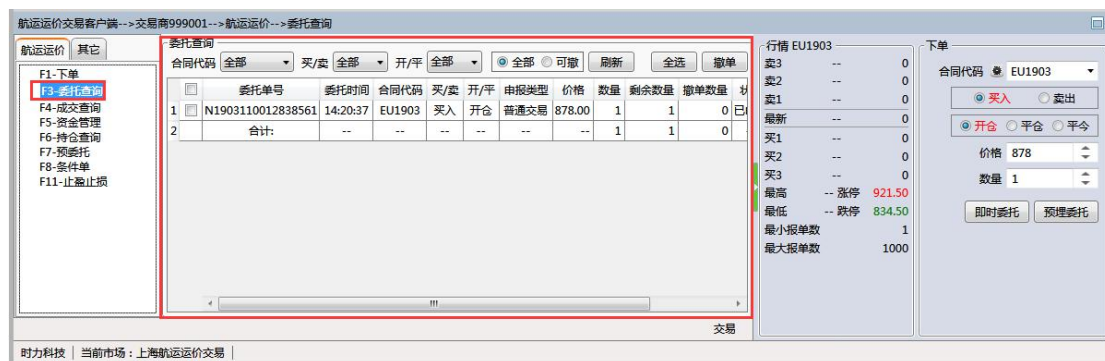 航运运价交易客户端-->交易商999001-->航运运价-->委托查询
航运运价 其它
F1-下单
F3-委托查询
F4-成交查询
F5-资金管理
F6-持仓查询
F7-预委托
F8-条件单
F11-止盈止损
委托查询
合同代码 全部 买/卖 全部 开/平 全部 全部 可撤 刷新 全选 撤单
委托单号 委托时间 合同代码 买/卖 开/平 申报类型 价格 数量 剩余数量 撤单数量
1 N1903110012838561 14:20:37 EU1903 买入 开仓 普通交易 878.00 1 1 0
2 合计: -- -- -- -- -- -- 1 1 0
交易
行情 EU1903
卖3 -- 0
卖2 -- 0
卖1 -- 0
最新 -- 0
买1 -- 0
买2 -- 0
买3 -- 0
最高 -- 涨停 921.50
最低 -- 跌停 834.50
最小报单数 1
最大报单数 1000
下单
合同代码 EU1903
买入 卖出
开仓 平仓 平今
价格 878
数量 1
即时委托 预埋委托
时力科技 当前市场：上海航运运价交易